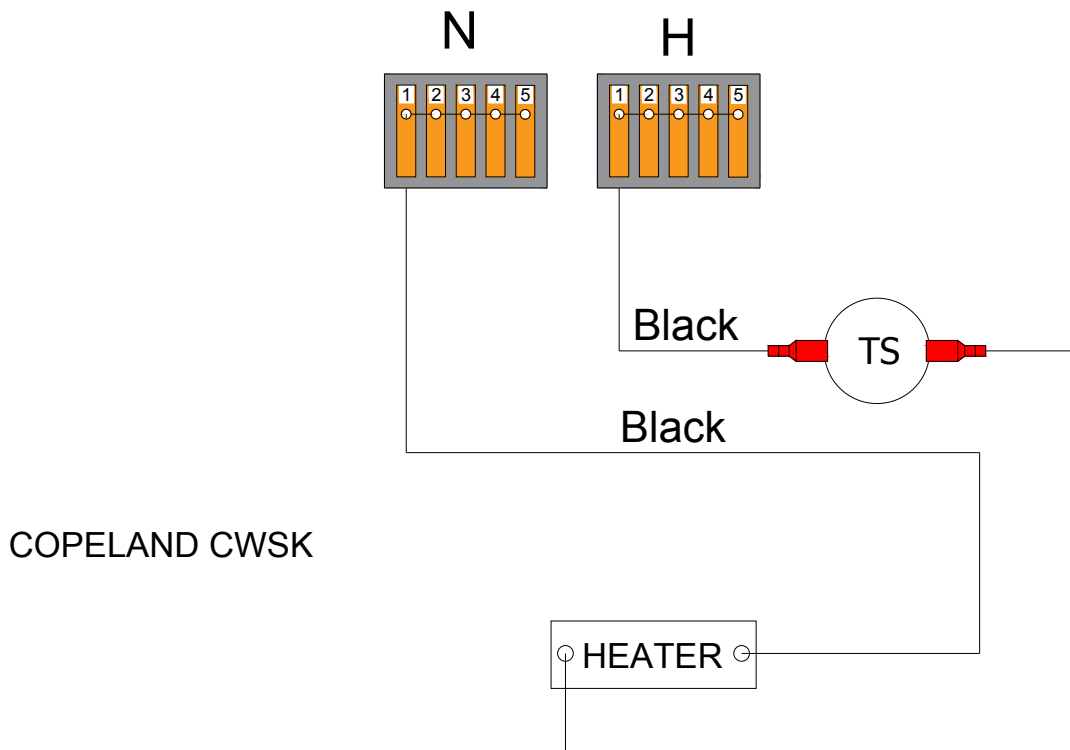 N H
1 2 3 4 5 1 2 3 4 5
Black
TS
Black
COPELAND CWSK
HEATER